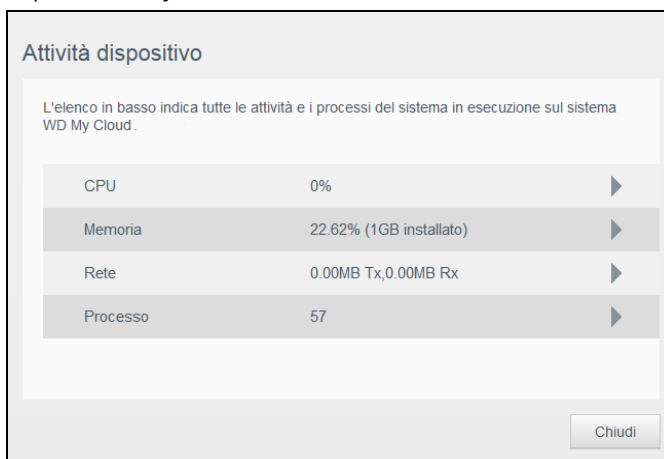 Attività dispositivo
L'elenco in basso indica tutte le attività e i processi del sistema in esecuzione sul sistema
WD My Cloud.
CPU 0%
Memoria 22.62% (1GB installato)
Rete 0.00MB Tx,0.00MB Rx
Processo 57
Chiudi